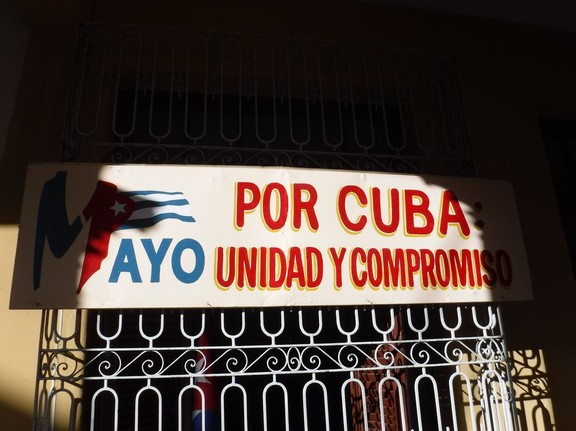 MAYO
POR CUBA:
UNIDAD Y COMPROMISO